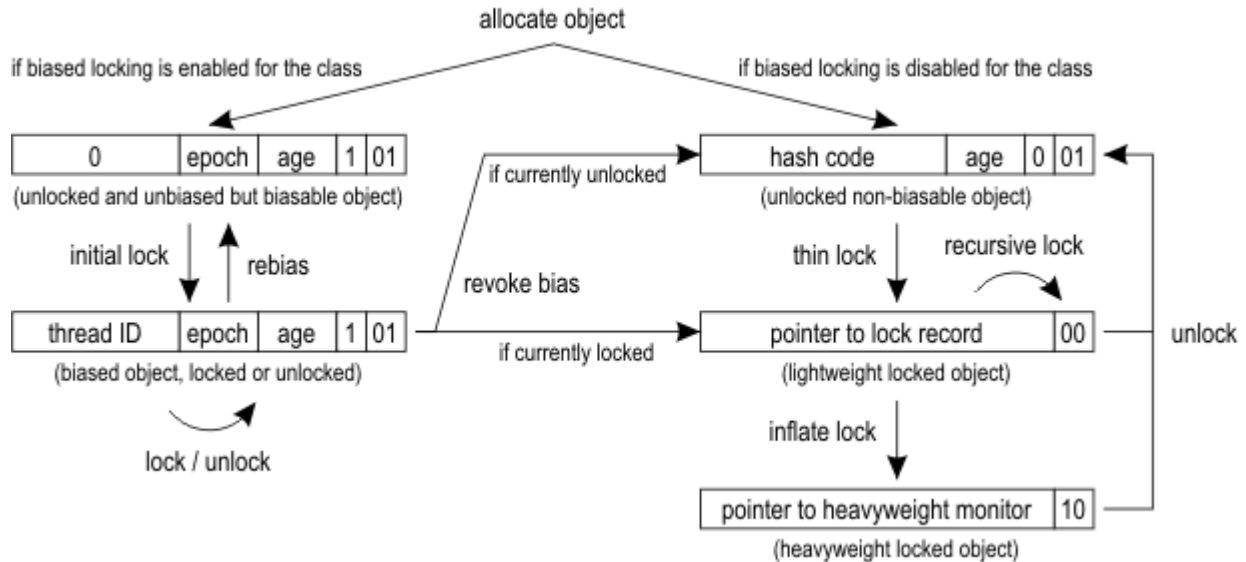 allocate object
if biased locking is enabled for the class
if biased locking is disabled for the class
0 epoch age 1 01
(unlocked and unbiased but biasable object)
if currently unlocked
hash code age 0 01
(unlocked non-biasable object)
initial lock
rebias
thin lock
recursive lock
revoke bias
thread ID epoch age 1 01
(biased object, locked or unlocked)
if currently locked
pointer to lock record 00
(lightweight locked object)
unlock
lock / unlock
inflate lock
pointer to heavyweight monitor 10
(heavyweight locked object)